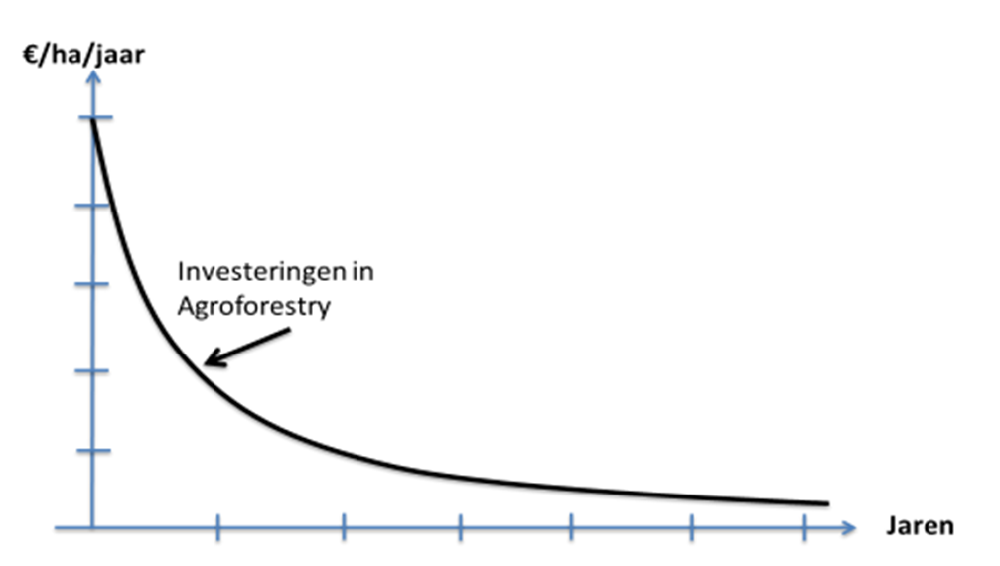 €/ha/jaar
Investeringen in
Agroforestry
Jaren